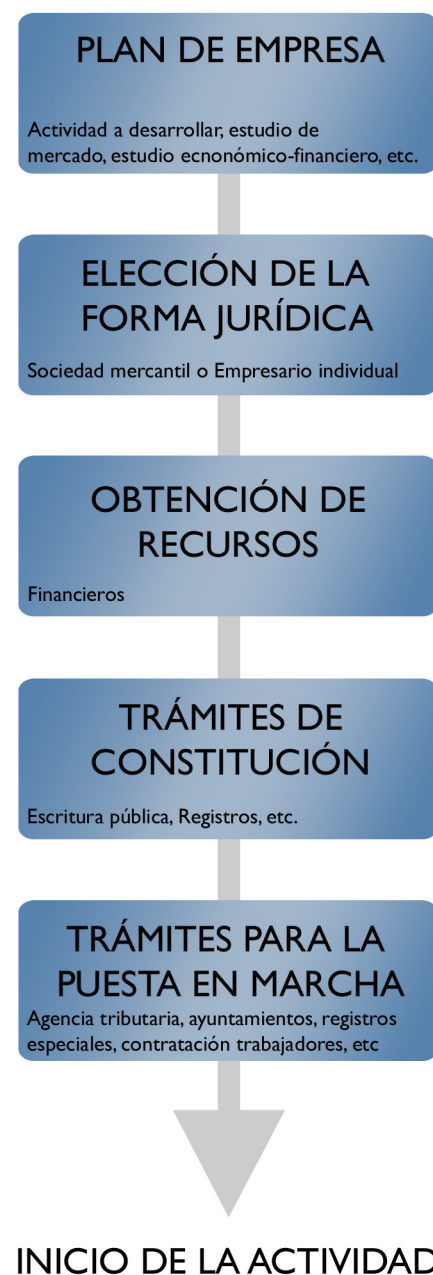 PLAN DE EMPRESA
Actividad a desarrollar, estudio de
mercado, estudio ecnonómico-financiero, etc.
ELECCIÓN DE LA
FORMA JURÍDICA
Sociedad mercantil o Empresario individual
OBTENCIÓN DE
RECURSOS
Financieros
TRÁMITES DE
CONSTITUCIÓN
Escritura pública, Registros, etc.
TRÁMITES PARA LA
PUESTA EN MARCHA
Agencia tributaria, ayuntamientos, registros
especiales, contratación trabajadores, etc
INICIO DE LA ACTIVIDAD